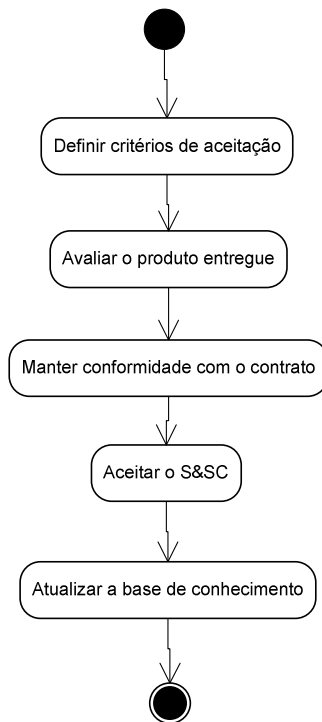 Definir critérios de aceitação
Avaliar o produto entregue
Manter conformidade com o contrato
Aceitar o S&SC
Atualizar a base de conhecimento